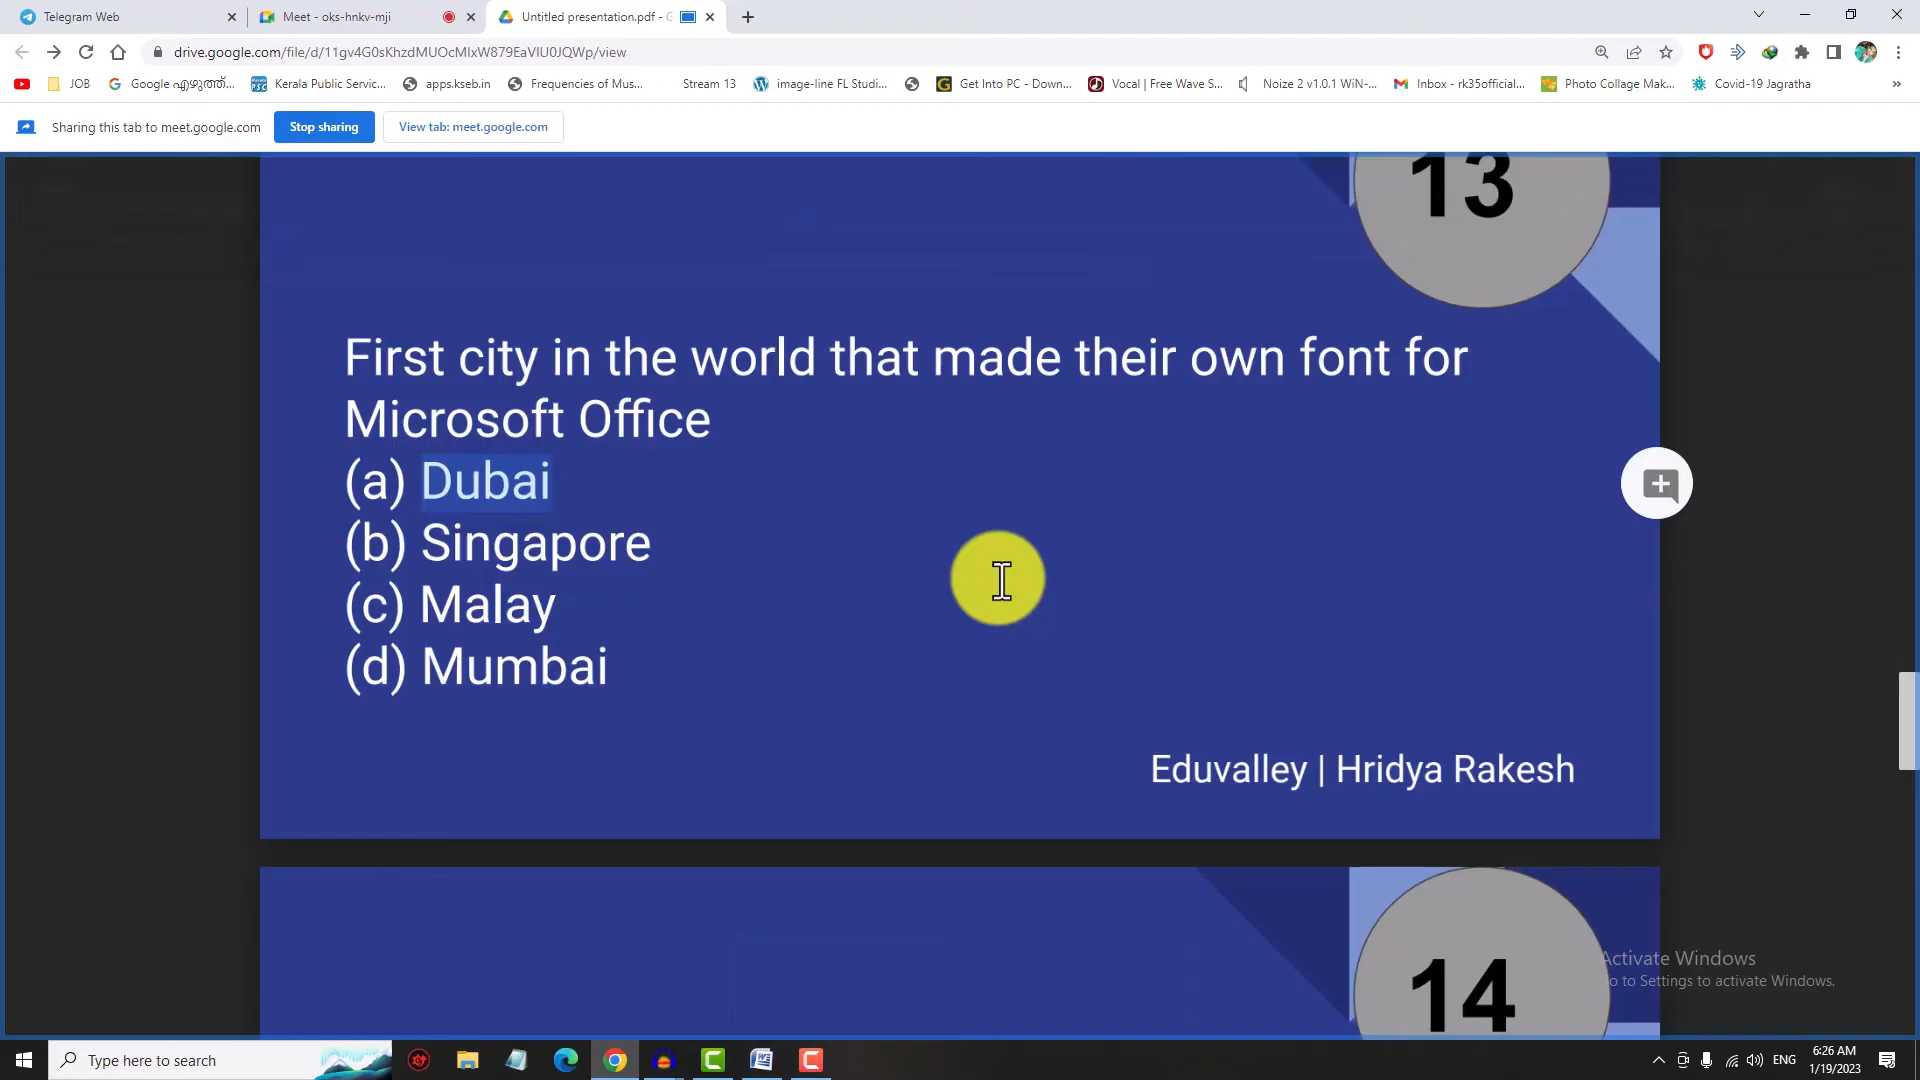 Telegram Web
Meet - oks-hnkv-mji
Untitled presentation.pdf - G
drive.google.com/file/d/11gv4G0sKhzdMUOcMIxW879EaVIU0JQWp/view
JOB
Google എഴുത്ത്...
Kerala Public Servic...
apps.kseb.in
Frequencies of Mus...
Stream 13
image-line FL Studi...
Get Into PC - Down...
Vocal | Free Wave S...
Noize 2 v1.0.1 WiN-...
Inbox - rk35official...
Photo Collage Mak...
Covid-19 Jagratha
Sharing this tab to meet.google.com
Stop sharing
View tab: meet.google.com
13
First city in the world that made their own font for
Microsoft Office
(a) Dubai
(b) Singapore
(c) Malay
(d) Mumbai
Eduvalley | Hridya Rakesh
14
Activate Windows
to Settings to activate Windows.
Type here to search
ENG
6:26 AM
1/19/2023